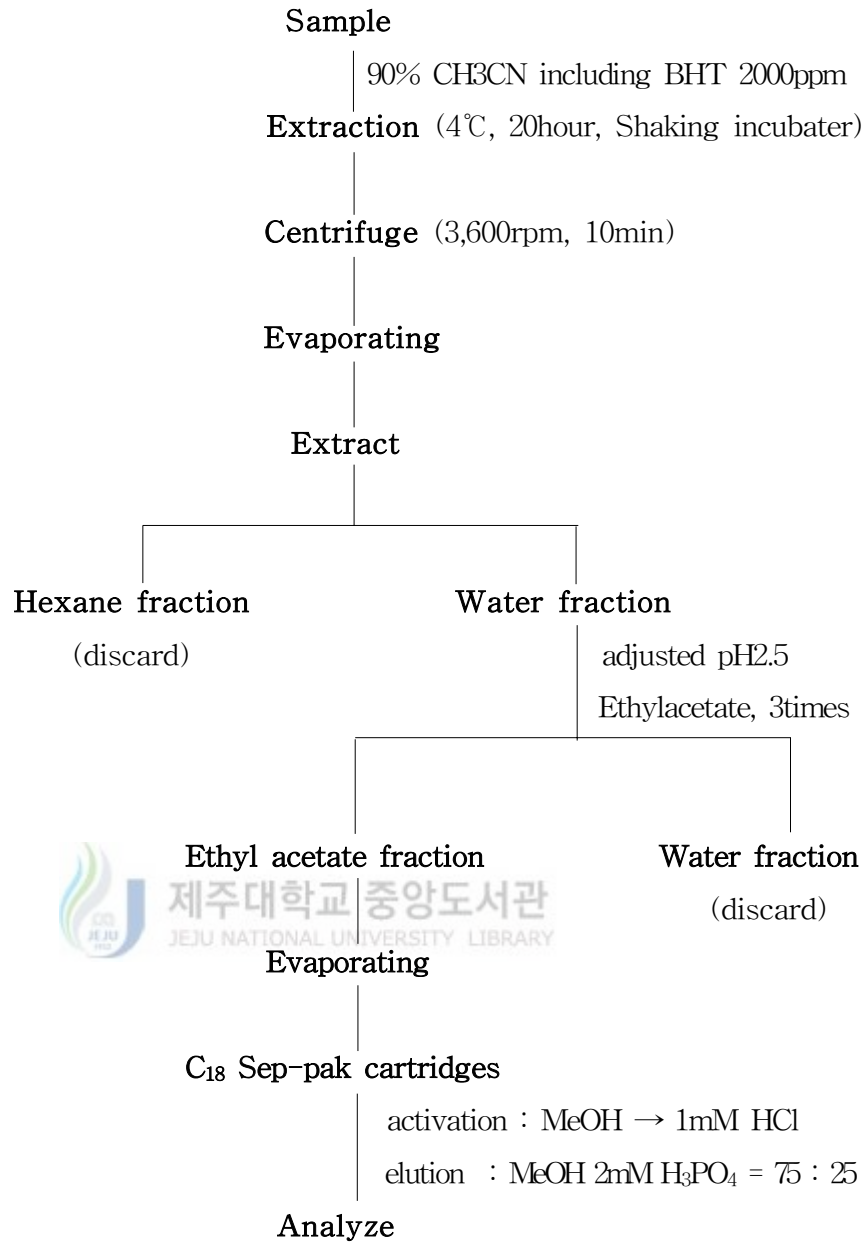 Sample
90% CH3CN including BHT 2000ppm
Extraction (4℃, 20hour, Shaking incubater)
Centrifuge (3,600rpm, 10min)
Evaporating
Extract
Hexane fraction
(discard)
Water fraction
adjusted pH2.5
Ethylacetate, 3times
Ethyl acetate fraction
Water fraction
(discard)
제주대학교 중앙도서관
JEJU NATIONAL UNIVERSITY LIBRARY
JEJU
1952
Evaporating
C₁₈ Sep-pak cartridges
activation : MeOH → 1mM HCl
elution : MeOH 2mM H₃PO₄ = 75 : 25
Analyze